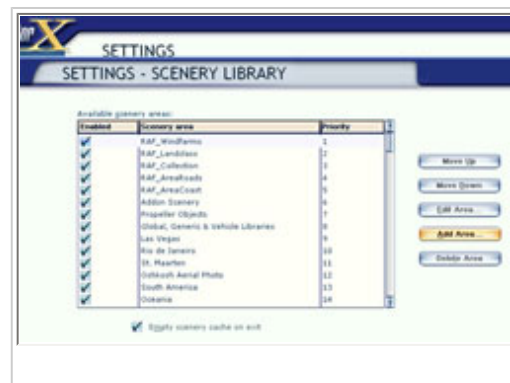 X
SETTINGS
SETTINGS - SCENERY LIBRARY
Available scenery areas:
Enabled Scenery area Priority
RAF_Windfarms 1
RAF_Landclass 2
RAF_Collection 3
RAF_AreaRoads 4
RAF_AreaCoast 5
Addon Scenery 6
Propeller Objects 7
Global, Generic & Vehicle Libraries 8
Las Vegas 9
Rio de Janeiro 10
St. Maarten 11
Oshkosh Aerial Photo 12
South America 13
Oceania 14
Move Up
Move Down
Edit Area...
Add Area...
Delete Area
Empty scenery cache on exit